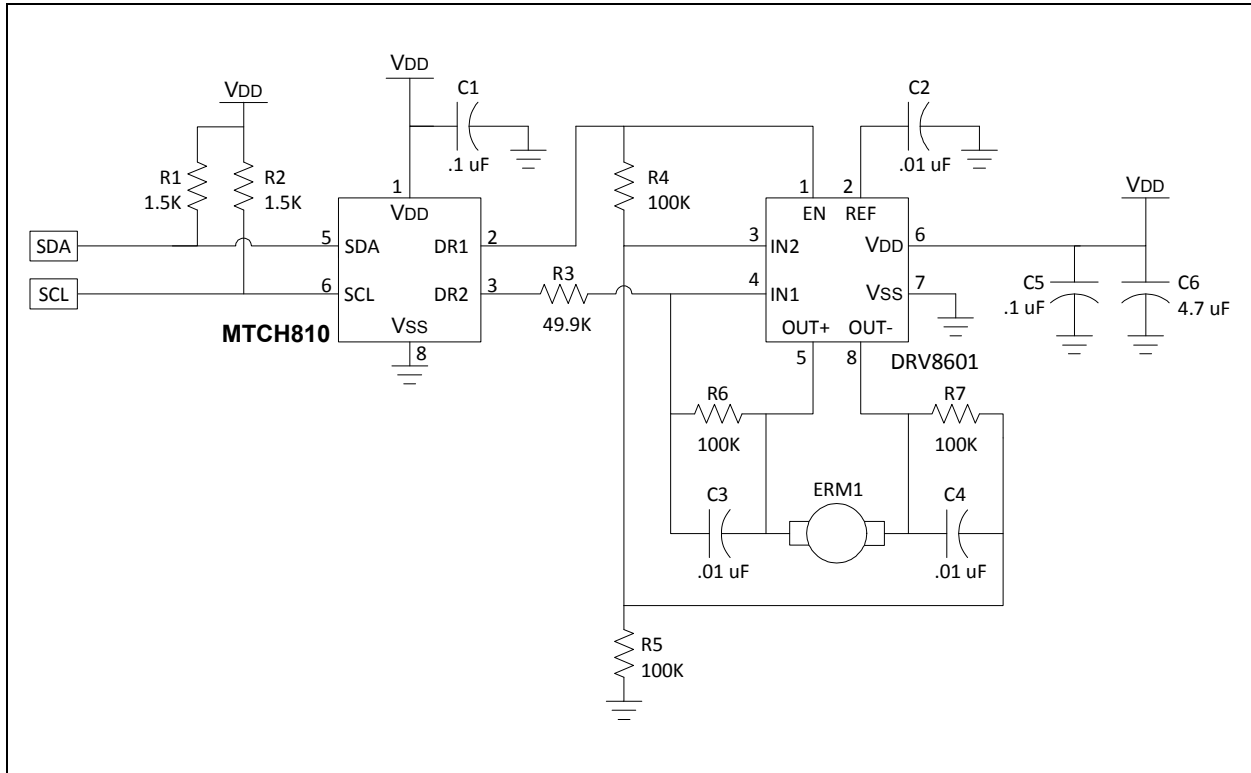 VDD
C1
.1 uF
C2
.01 uF
VDD
R1
1.5K
R2
1.5K
R4
100K
VDD
1
VDD
1
EN
2
REF
SDA
5
SDA
DR1
2
3
IN2
VDD
6
SCL
6
SCL
DR2
3
R3
49.9K
4
IN1
VSS
7
C5
.1 uF
C6
4.7 uF
MTCH810
VSS
8
OUT+
5
OUT-
8
DRV8601
R6
100K
R7
100K
C3
.01 uF
ERM1
C4
.01 uF
R5
100K